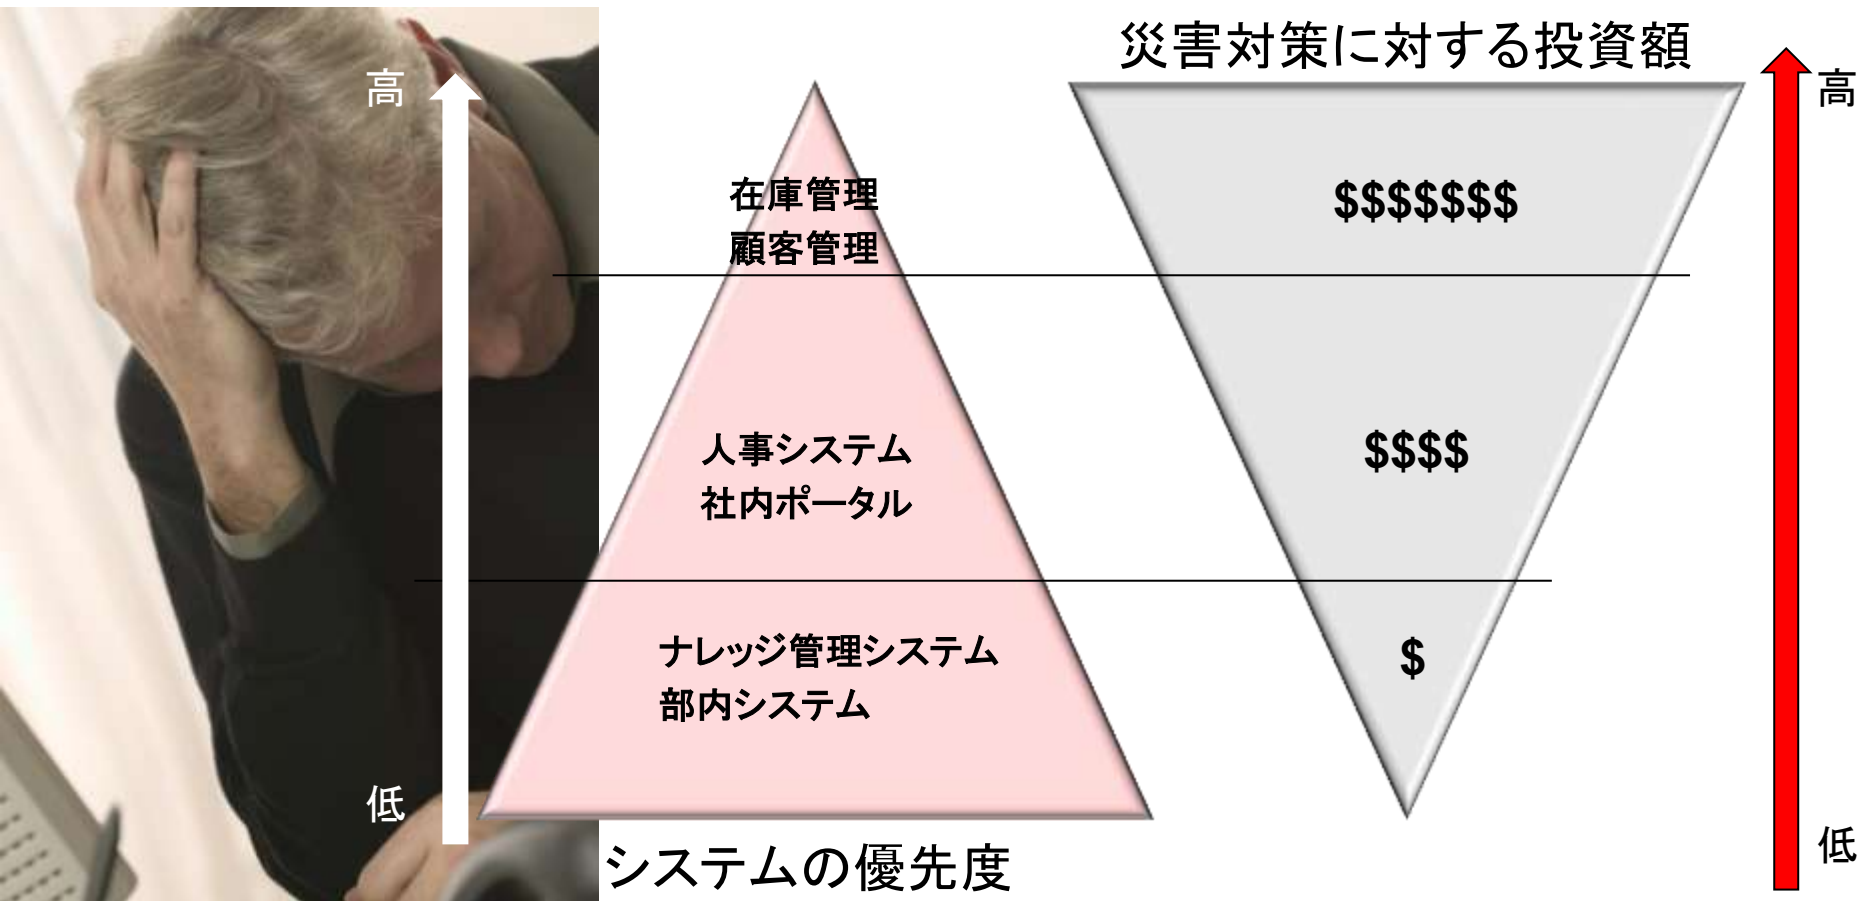 災害対策に対する投資額
高
高
在庫管理
顧客管理
$$$$$$$
人事システム
社内ポータル
$$$$
ナレッジ管理システム
部内システム
$
低
低
システムの優先度